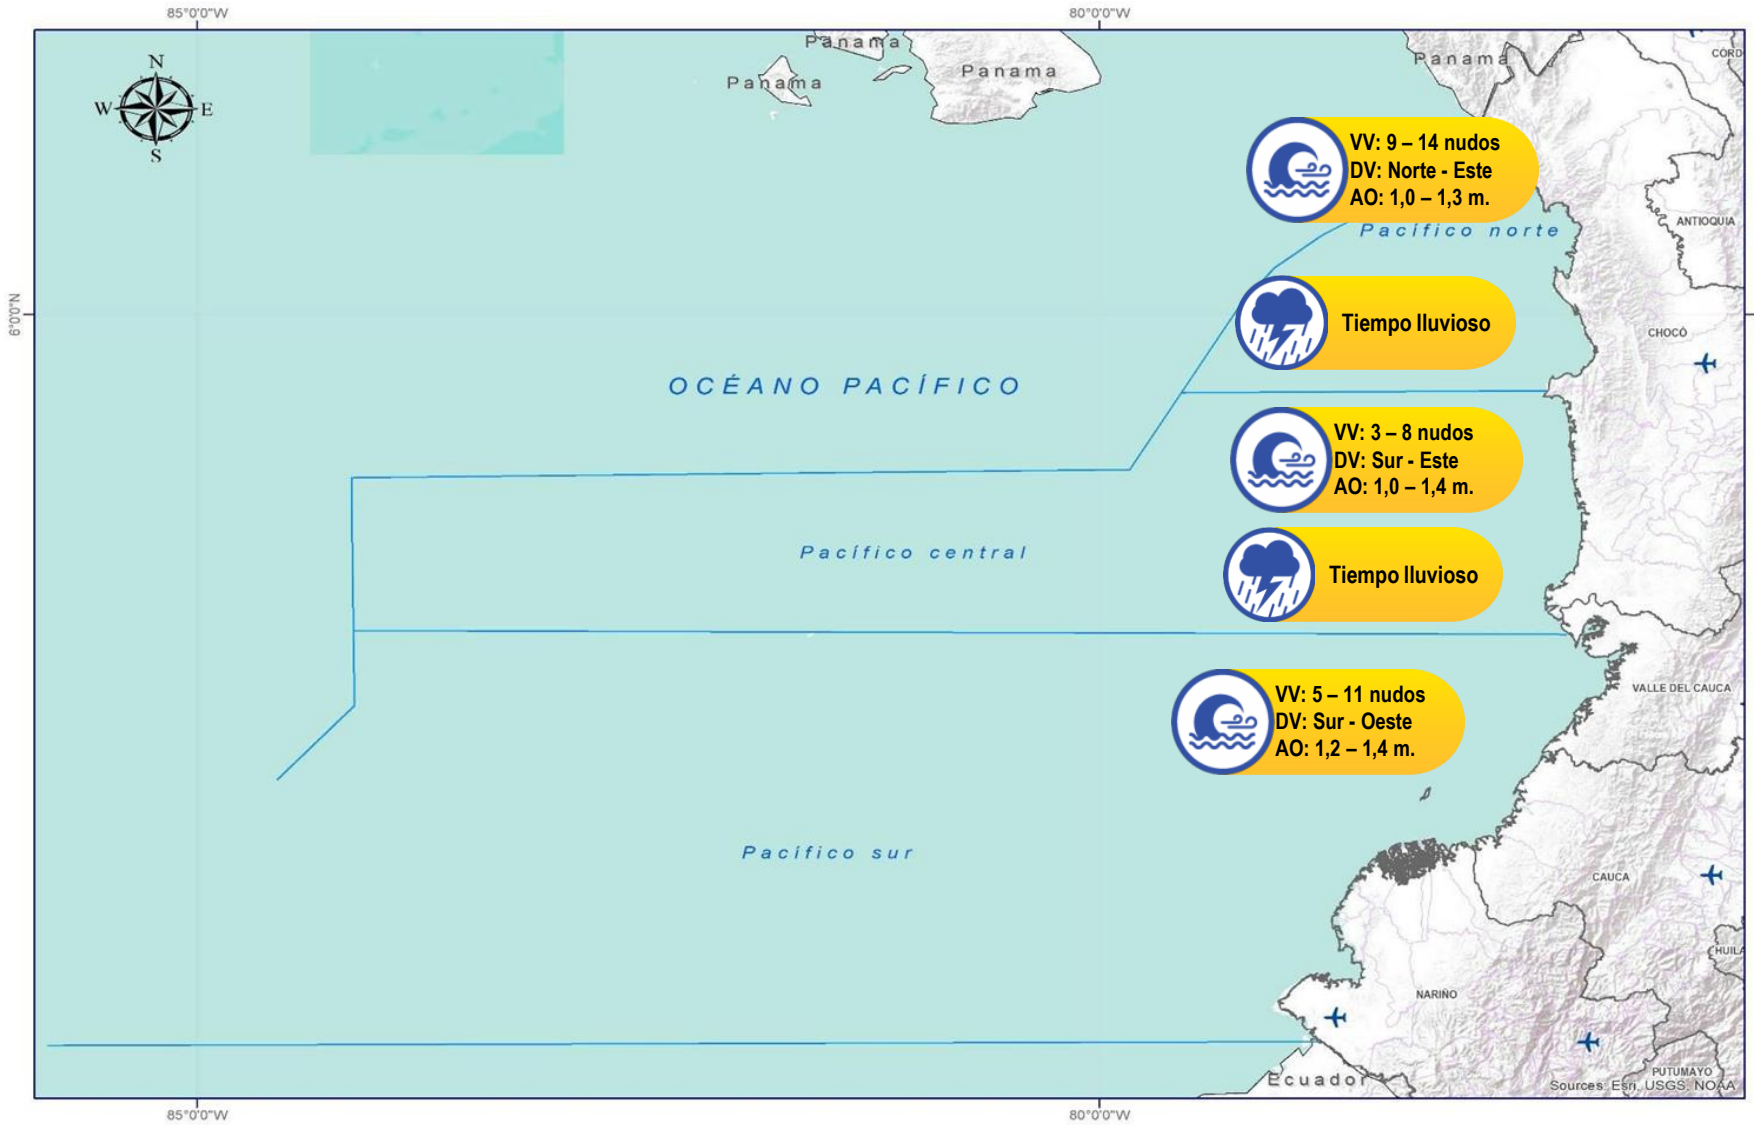 85°0'0"W 80°0'0"W
Panama
Panama
Panama
Panama
CÓRD
N
W E
S
VV: 9 – 14 nudos
DV: Norte - Este
AO: 1,0 – 1,3 m.
Pacífico norte
ANTIOQUIA
6°0'0"N
Tiempo lluvioso
CHOCÓ
OCÉANO PACÍFICO
VV: 3 – 8 nudos
DV: Sur - Este
AO: 1,0 – 1,4 m.
Pacífico central
Tiempo lluvioso
VALLE DEL CAUCA
VV: 5 – 11 nudos
DV: Sur - Oeste
AO: 1,2 – 1,4 m.
Pacífico sur
CAUCA
HUILA
NARIÑO
Ecuador
PUTUMAYO
Sources: Esri, USGS, NOAA
85°0'0"W 80°0'0"W